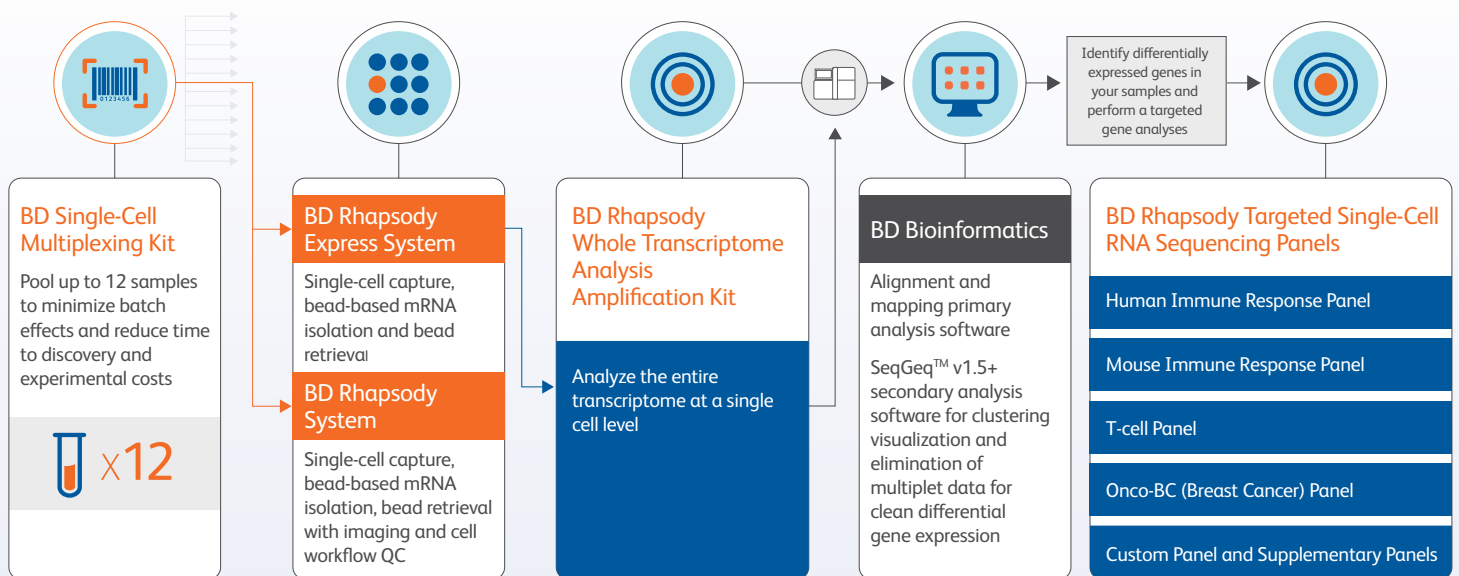 0123456
Identify differentially
expressed genes in
your samples and
perform a targeted
gene analyses
BD Single-Cell
Multiplexing Kit
Pool up to 12 samples
to minimize batch
effects and reduce time
to discovery and
experimental costs
x12
BD Rhapsody
Express System
Single-cell capture,
bead-based mRNA
isolation and bead
retrieval
BD Rhapsody
System
Single-cell capture,
bead-based mRNA
isolation, bead retrieval
with imaging and cell
workflow QC
BD Rhapsody
Whole Transcriptome
Analysis
Amplification Kit
Analyze the entire
transcriptome at a single
cell level
BD Bioinformatics
Alignment and
mapping primary
analysis software
SeqGeq™ v1.5+
secondary analysis
software for clustering
visualization and
elimination of
multiplet data for
clean differential
gene expression
BD Rhapsody Targeted Single-Cell
RNA Sequencing Panels
Human Immune Response Panel
Mouse Immune Response Panel
T-cell Panel
Onco-BC (Breast Cancer) Panel
Custom Panel and Supplementary Panels